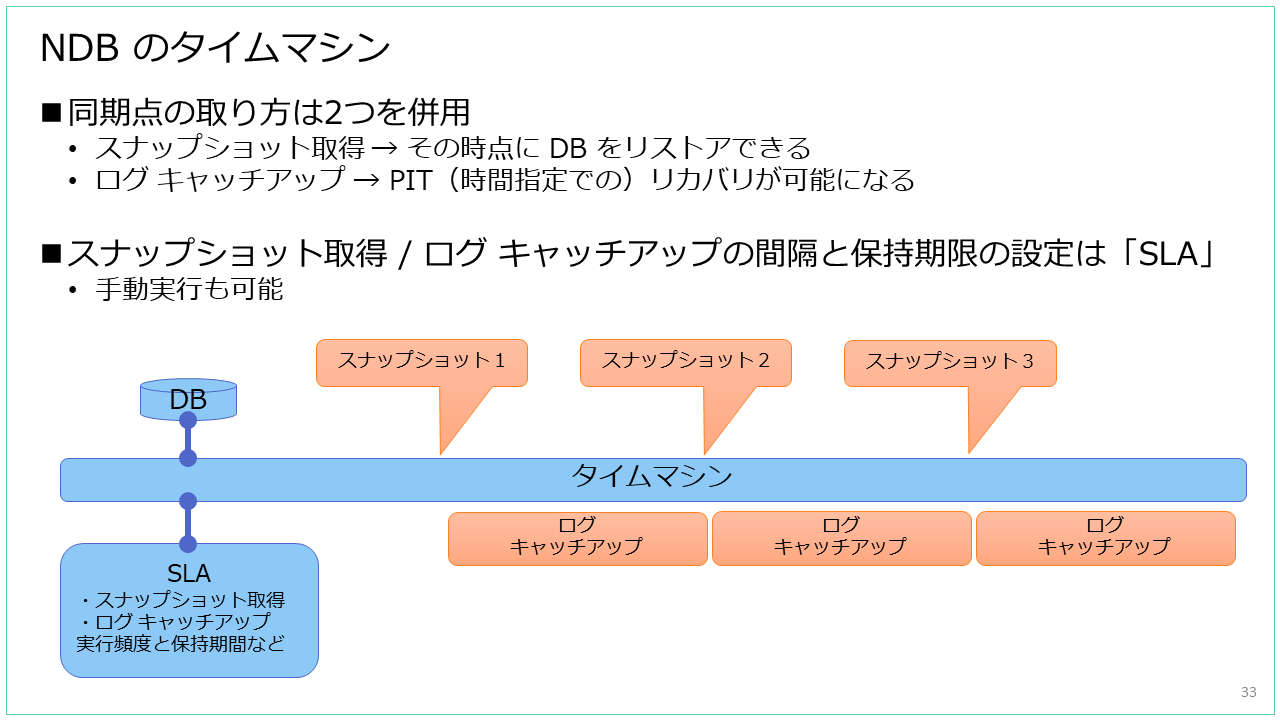 NDB のタイムマシン
■同期点の取り方は2つを併用
• スナップショット取得 → その時点に DB をリストアできる
• ログ キャッチアップ → PIT（時間指定での）リカバリが可能になる
■スナップショット取得 / ログ キャッチアップの間隔と保持期限の設定は「SLA」
• 手動実行も可能
スナップショット１
スナップショット２
スナップショット３
DB
タイムマシン
ログ
キャッチアップ
ログ
キャッチアップ
ログ
キャッチアップ
SLA
・スナップショット取得
・ログ キャッチアップ
実行頻度と保持期間など
33